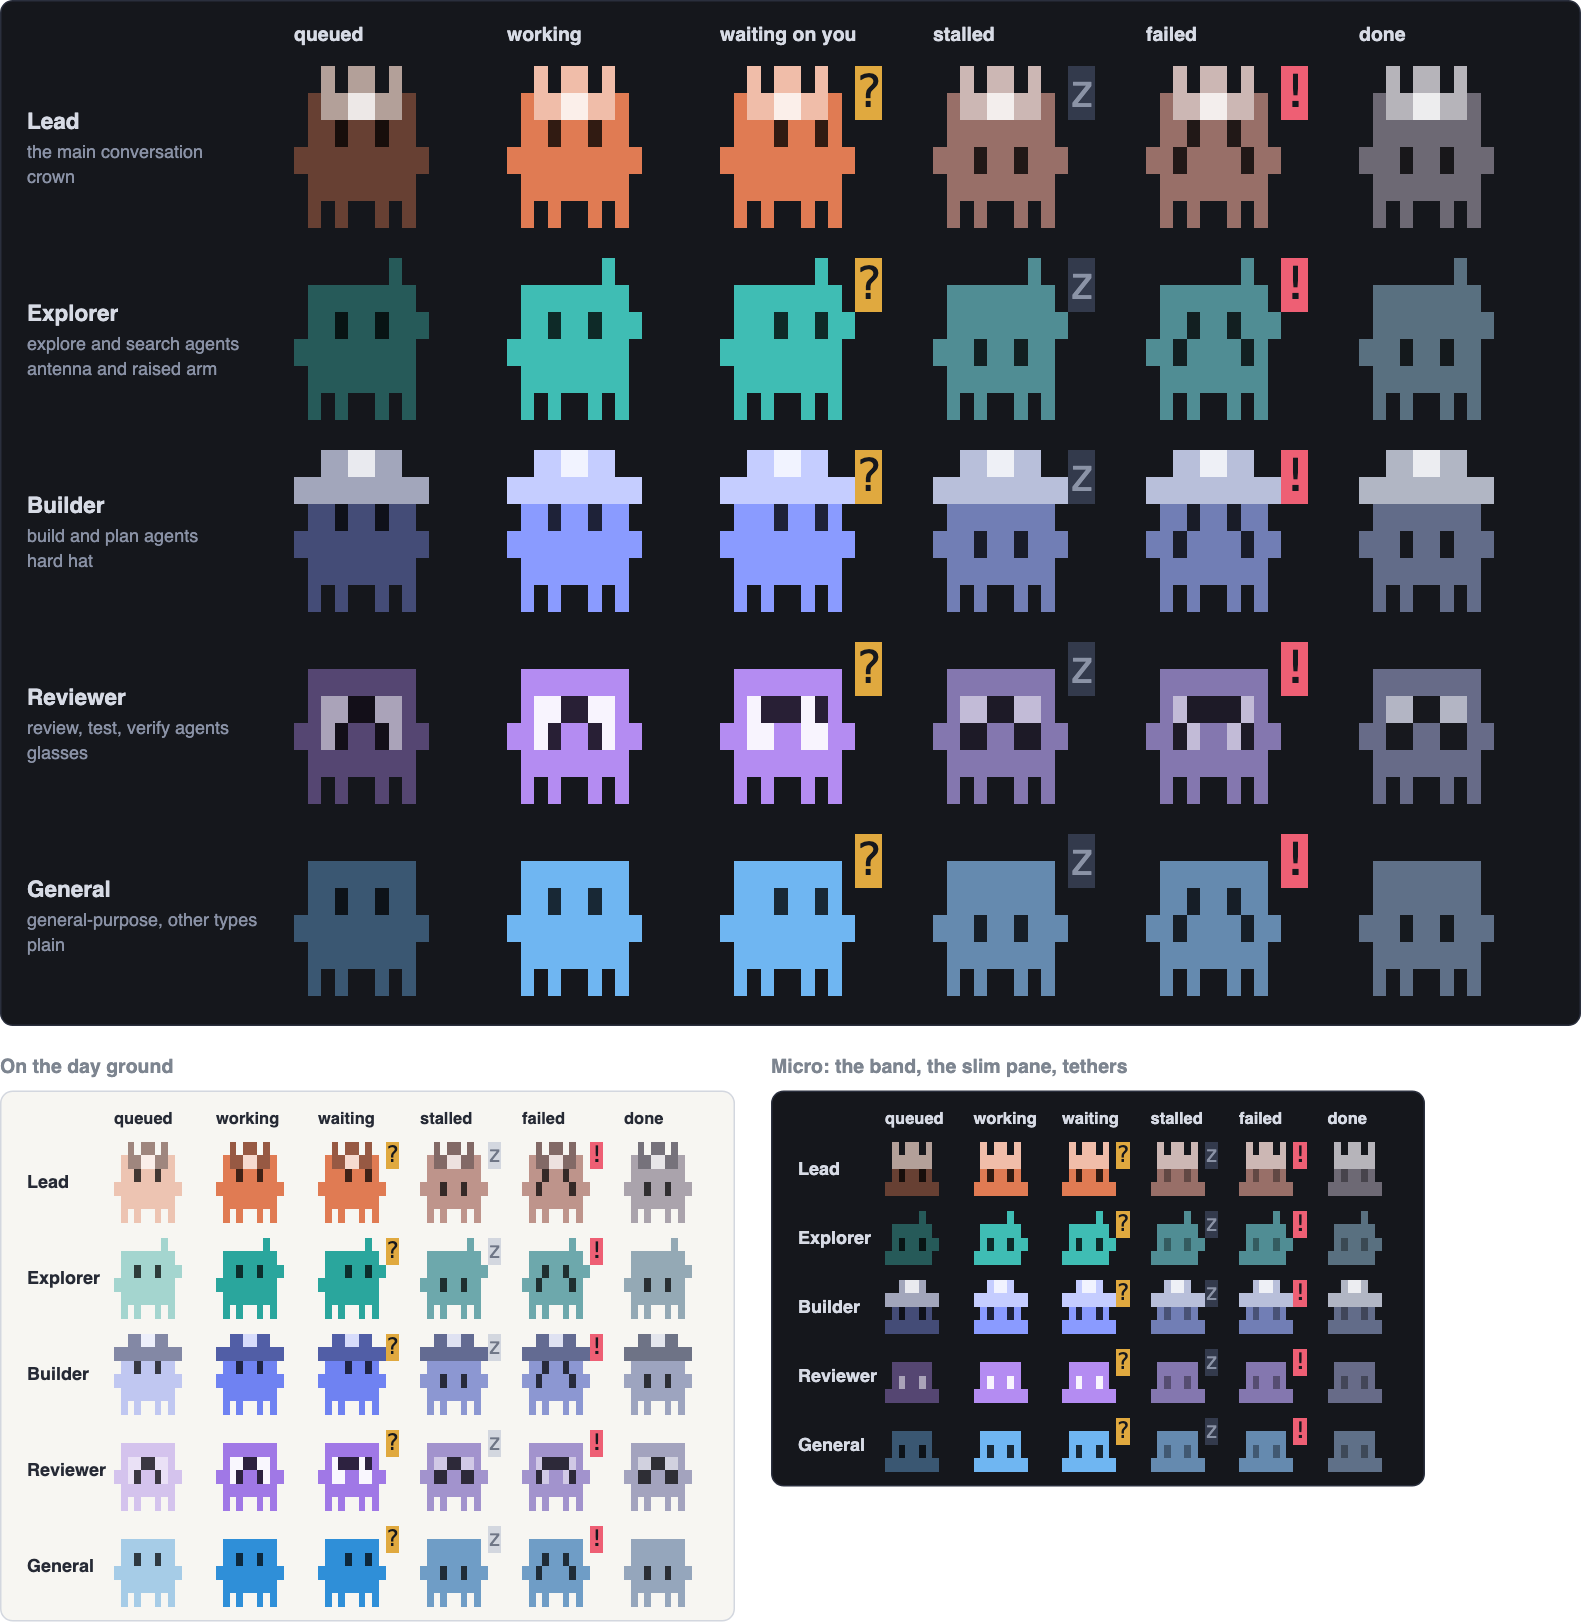 queued working waiting on you stalled failed done
? Z !
Lead
the main conversation
crown
? Z !
Explorer
explore and search agents
antenna and raised arm
? Z !
Builder
build and plan agents
hard hat
? Z !
Reviewer
review, test, verify agents
glasses
? Z !
General
general-purpose, other types
plain
On the day ground
queued working waiting stalled failed done
? Z !
Lead
? Z !
Explorer
? Z !
Builder
? Z !
Reviewer
? Z !
General
Micro: the band, the slim pane, tethers
queued working waiting stalled failed done
? Z !
Lead
? Z !
Explorer
? Z !
Builder
? Z !
Reviewer
? Z !
General